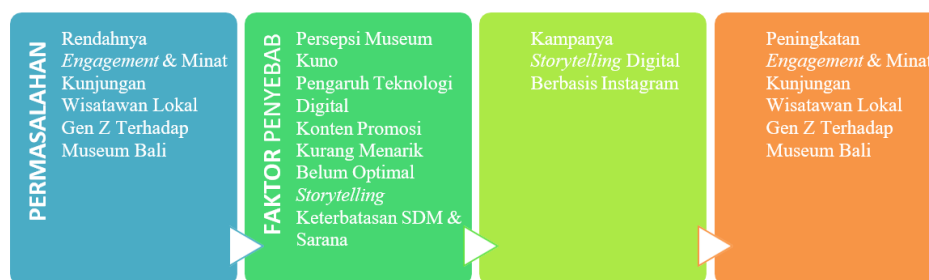 PERMASALAHAN
Rendahnya
Engagement & Minat
Kunjungan
Wisatawan Lokal
Gen Z Terhadap
Museum Bali
FAKTOR PENYEBAB
Persepsi Museum
Kuno
Pengaruh Teknologi
Digital
Konten Promosi
Kurang Menarik
Belum Optimal
Storytelling
Keterbatasan SDM &
Sarana
Kampanya
Storytelling Digital
Berbasis Instagram
Peningkatan
Engagement & Minat
Kunjungan
Wisatawan Lokal
Gen Z Terhadap
Museum Bali